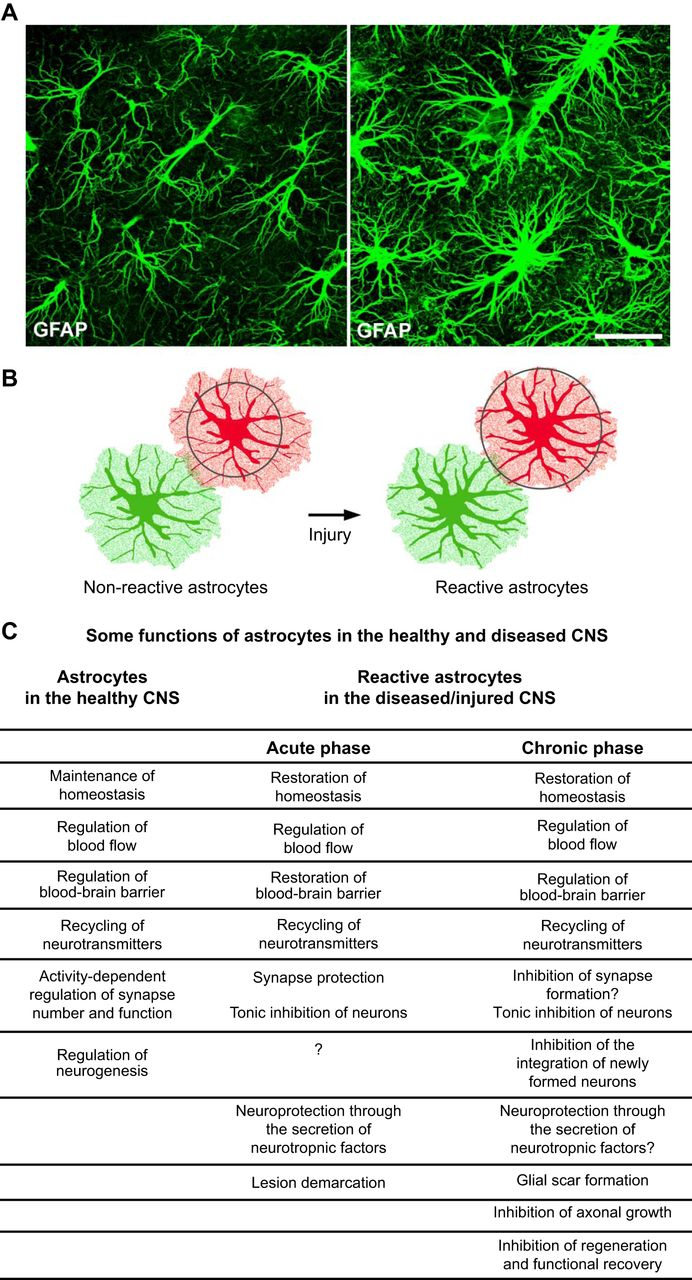 A
GFAP
GFAP
B
Injury
Non-reactive astrocytes
Reactive astrocytes
C
Some functions of astrocytes in the healthy and diseased CNS
Astrocytes
in the healthy CNS
Reactive astrocytes
in the diseased/injured CNS
Acute phase
Chronic phase
Maintenance of
homeostasis
Restoration of
homeostasis
Restoration of
homeostasis
Regulation of
blood flow
Regulation of
blood flow
Regulation of
blood flow
Regulation of
blood-brain barrier
Restoration of
blood-brain barrier
Regulation of
blood-brain barrier
Recycling of
neurotransmitters
Recycling of
neurotransmitters
Recycling of
neurotransmitters
Activity-dependent
regulation of synapse
number and function
Synapse protection
Tonic inhibition of neurons
Inhibition of synapse
formation?
Tonic inhibition of neurons
Regulation of
neurogenesis
?
Inhibition of the
integration of newly
formed neurons
Neuroprotection through
the secretion of
neurotropnic factors
Neuroprotection through
the secretion of
neurotropnic factors?
Lesion demarcation
Glial scar formation
Inhibition of axonal growth
Inhibition of regeneration
and functional recovery